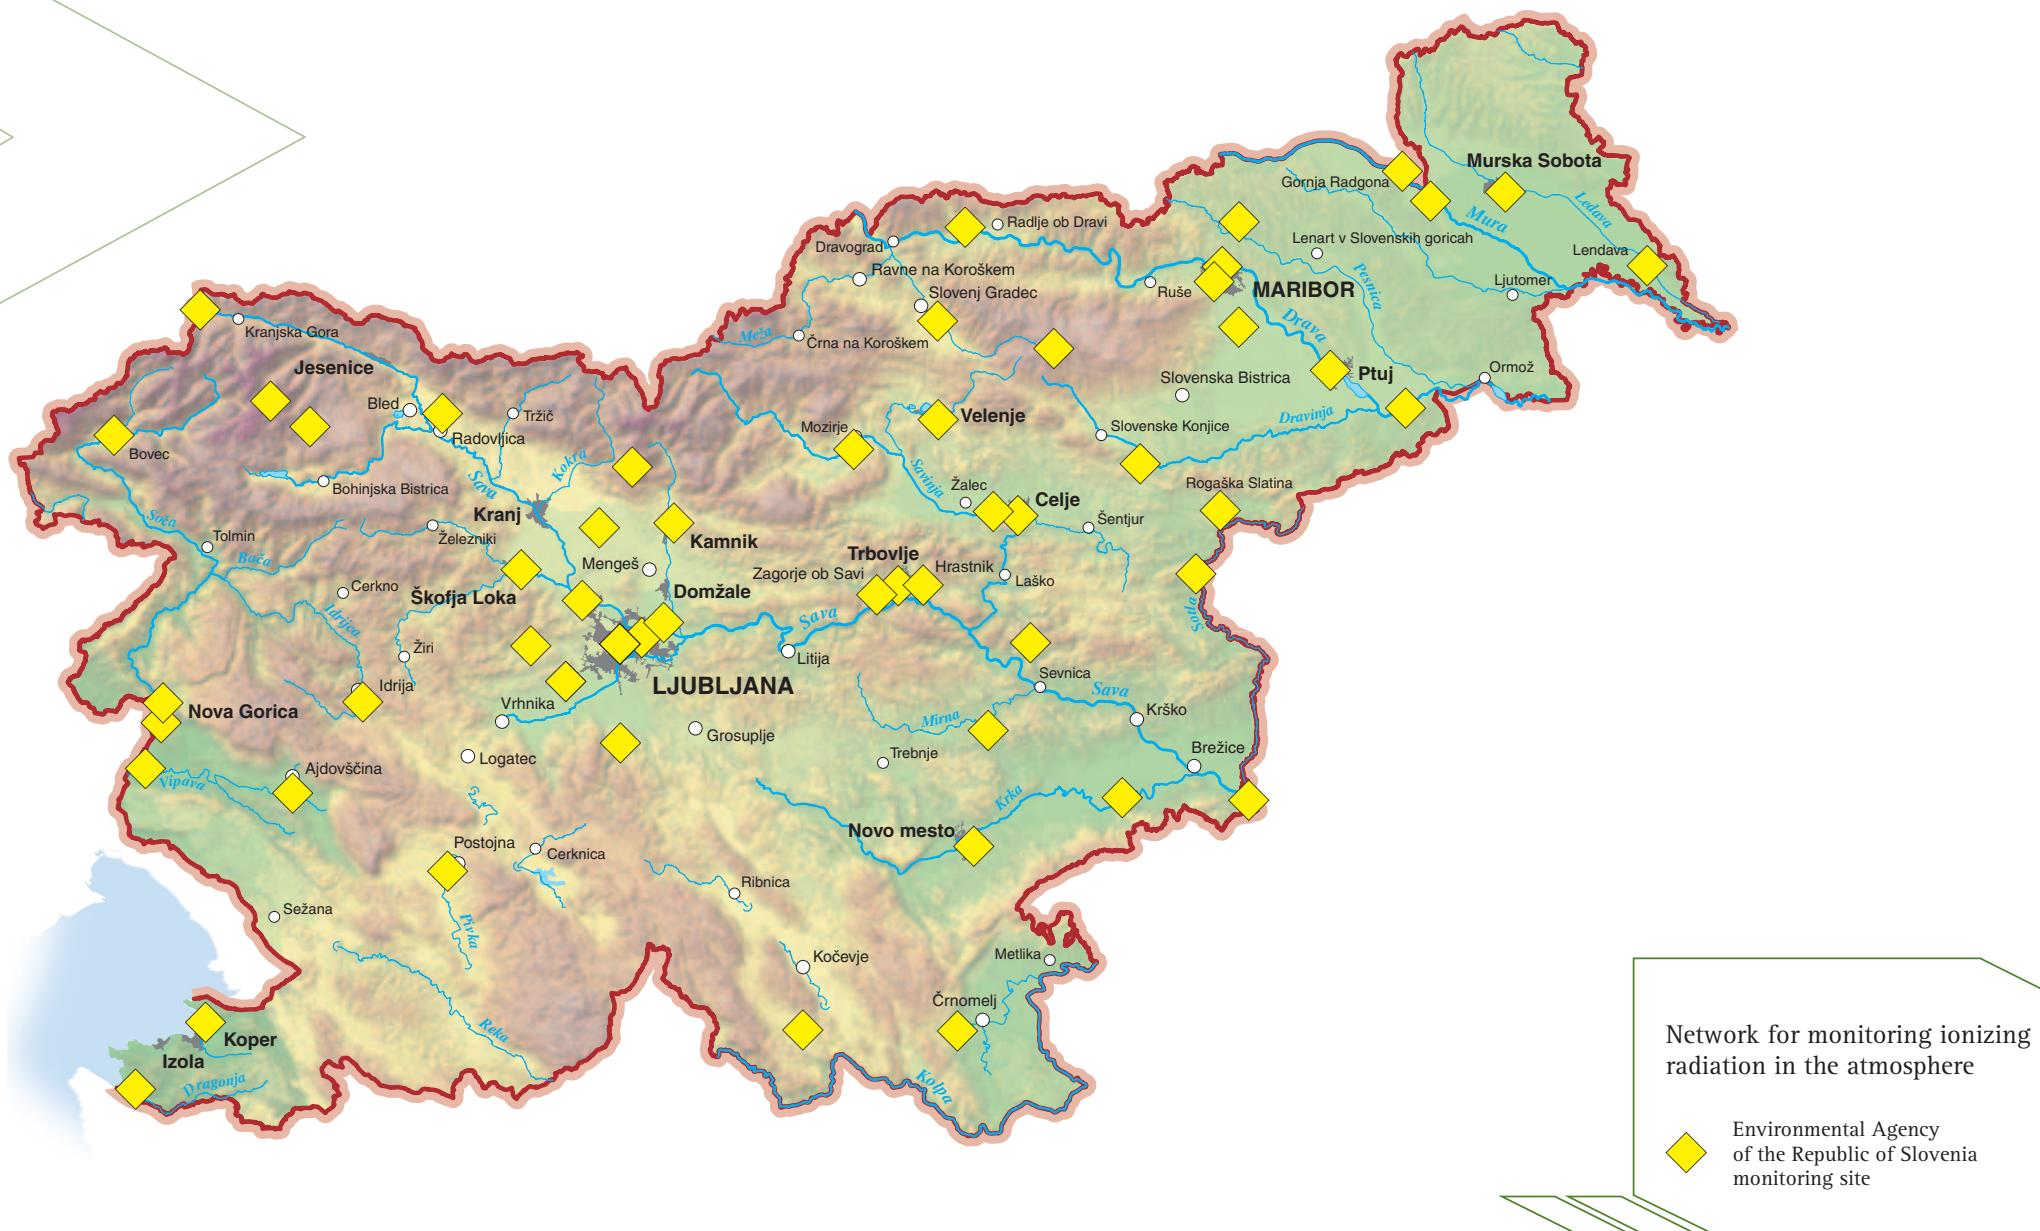 Murska Sobota
Gornja Radgona
Mura
Ledava
Radlje ob Dravi
Dravograd
Lenart v Slovenskih goricah
Lendava
Ravne na Koroškem
Pesnica
Ljutomer
Slovenj Gradec
Ruše
MARIBOR
Kranjska Gora
Meža
Črna na Koroškem
Drava
Jesenice
Ormož
Ptuj
Slovenska Bistrica
Bled
Tržič
Velenje
Dravinja
Mozirje
Slovenske Konjice
Radovljica
Bovec
Kokra
Sava
Savinja
Bohinjska Bistrica
Žalec
Rogaška Slatina
Celje
Kranj
Soča
Šentjur
Tolmin
Železniki
Kamnik
Bača
Trbovlje
Mengeš
Zagorje ob Savi
Hrastnik
Laško
Cerkno
Škofja Loka
Domžale
Idrijca
Sava
Sotla
Žiri
Litija
Sevnica
Idrija
LJUBLJANA
Sava
Vrhnika
Nova Gorica
Mirna
Krško
Grosuplje
Trebnje
Brežice
Logatec
Ajdovščina
Vipava
Krka
Novo mesto
Postojna
Cerknica
Ribnica
Sežana
Pivka
Metlika
Kočevje
Črnomelj
Reka
Koper
Izola
Dragonja
Kolpa
Network for monitoring ionizing
radiation in the atmosphere
Environmental Agency
of the Republic of Slovenia
monitoring site